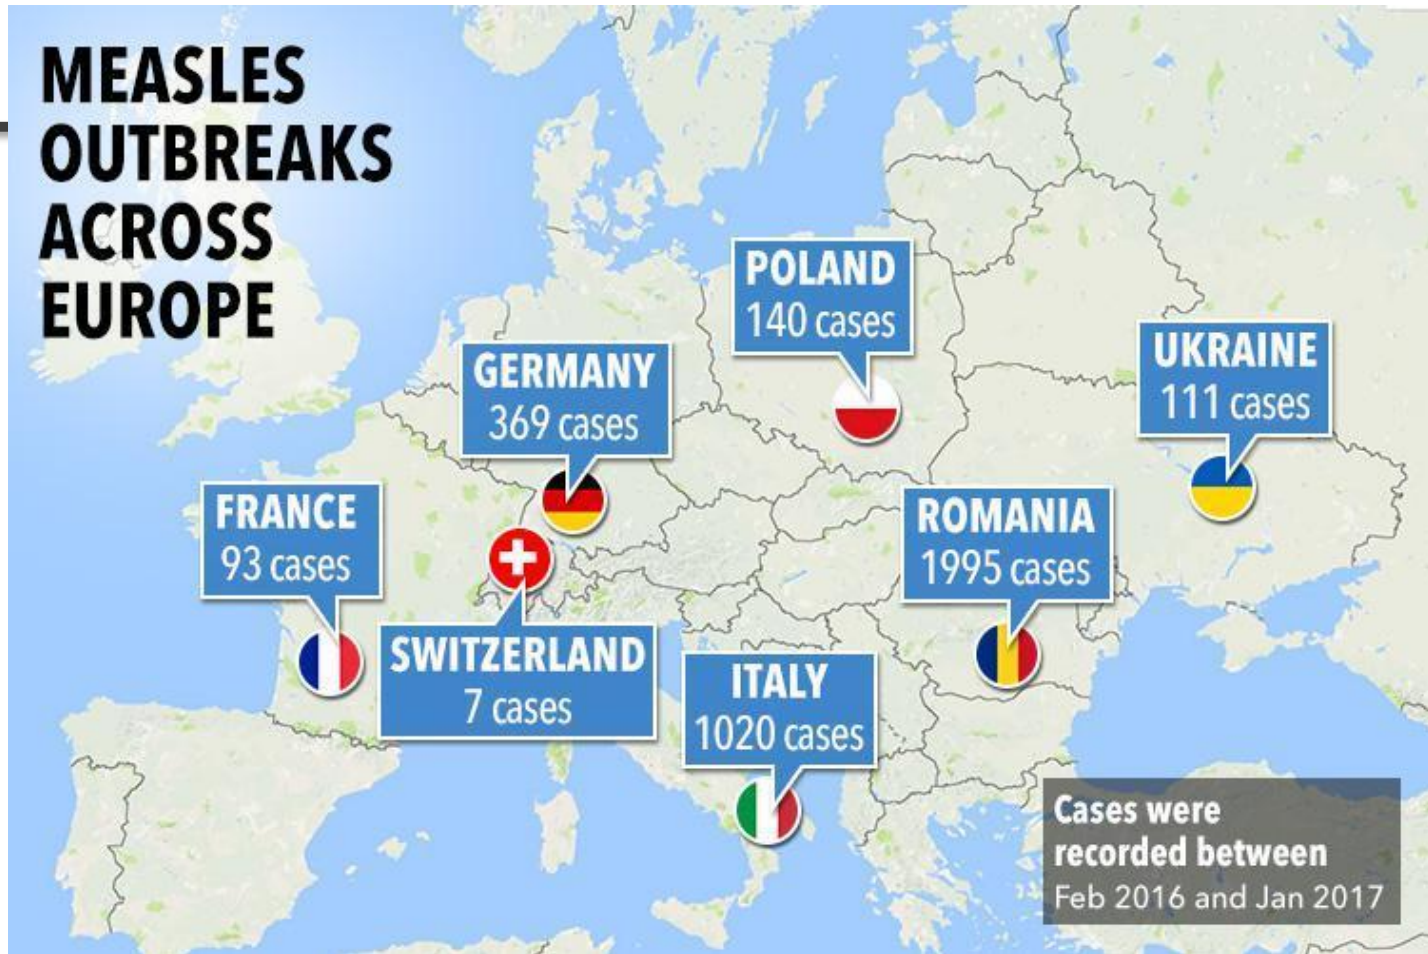 MEASLES
OUTBREAKS
ACROSS
EUROPE
POLAND
140 cases
UKRAINE
111 cases
GERMANY
369 cases
FRANCE
93 cases
ROMANIA
1995 cases
SWITZERLAND
7 cases
ITALY
1020 cases
Cases were
recorded between
Feb 2016 and Jan 2017